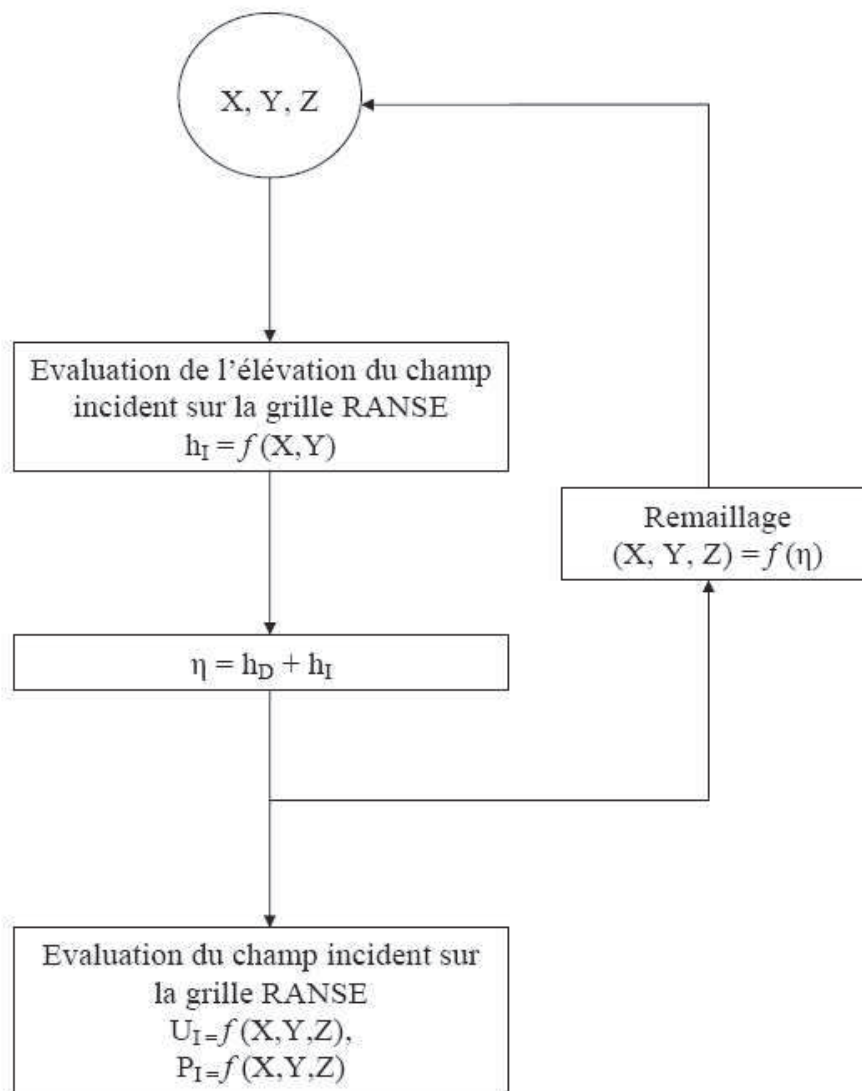 X, Y, Z
Evaluation de l’élévation du champ
incident sur la grille RANSE
h_I = f (X,Y)
Remaillage
(X, Y, Z) = f (η)
η = h_D + h_I
Evaluation du champ incident sur
la grille RANSE
U_I = f (X,Y,Z),
P_I = f (X,Y,Z)